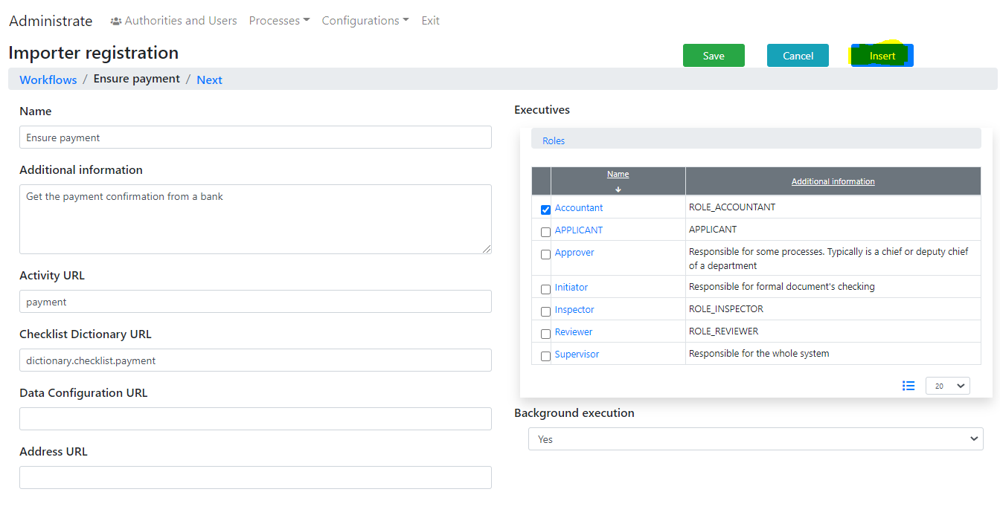 Administrate Authorities and Users Processes Configurations Exit
Importer registration
Save Cancel Insert
Workflows / Ensure payment / Next
Name
Ensure payment
Additional information
Get the payment confirmation from a bank
Activity URL
payment
Checklist Dictionary URL
dictionary.checklist.payment
Data Configuration URL
Address URL
Executives
Roles
Name Additional information
Accountant ROLE_ACCOUNTANT
APPLICANT APPLICANT
Approver Responsible for some processes. Typically is a chief or deputy chief
of a department
Initiator Responsible for formal document's checking
Inspector ROLE_INSPECTOR
Reviewer ROLE_REVIEWER
Supervisor Responsible for the whole system
20
Background execution
Yes